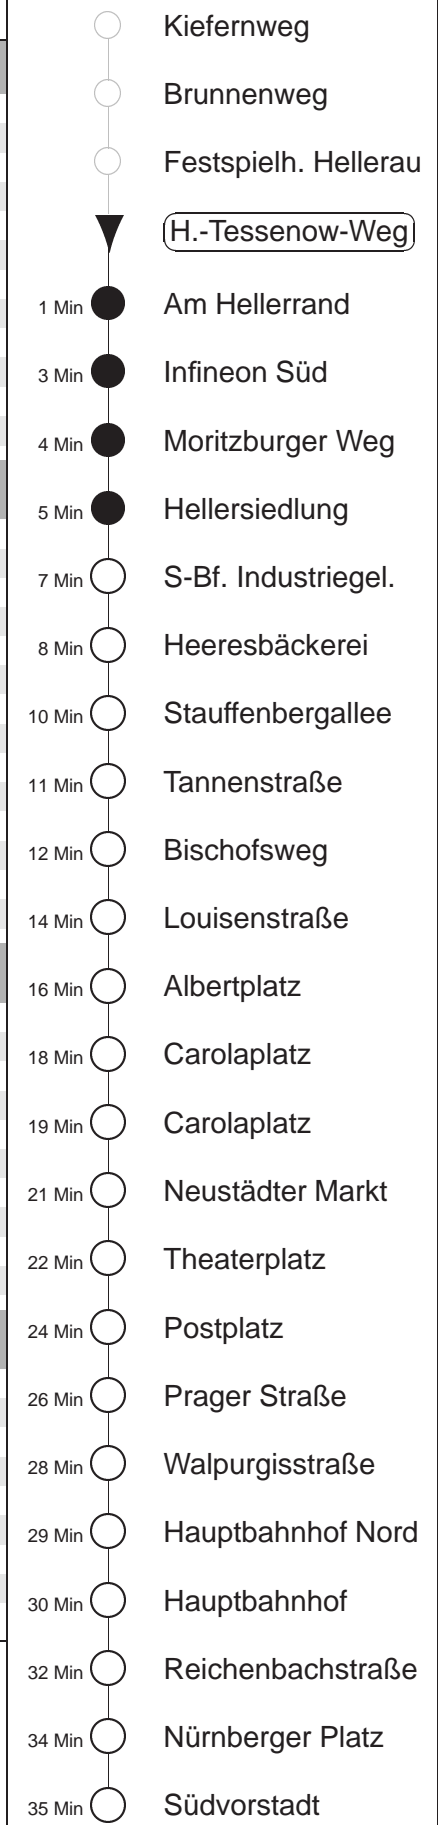 Kiefernweg
Brunnenweg
Festspielh. Hellerau
H.-Tessenow-Weg
1 Min Am Hellerrand
3 Min Infineon Süd
4 Min Moritzburger Weg
5 Min Hellersiedlung
7 Min S-Bf. Industriegel.
8 Min Heeresbäckerei
10 Min Stauffenbergallee
11 Min Tannenstraße
12 Min Bischofsweg
14 Min Louisenstraße
16 Min Albertplatz
18 Min Carolaplatz
19 Min Carolaplatz
21 Min Neustädter Markt
22 Min Theaterplatz
24 Min Postplatz
26 Min Prager Straße
28 Min Walpurgisstraße
29 Min Hauptbahnhof Nord
30 Min Hauptbahnhof
32 Min Reichenbachstraße
34 Min Nürnberger Platz
35 Min Südvorstadt